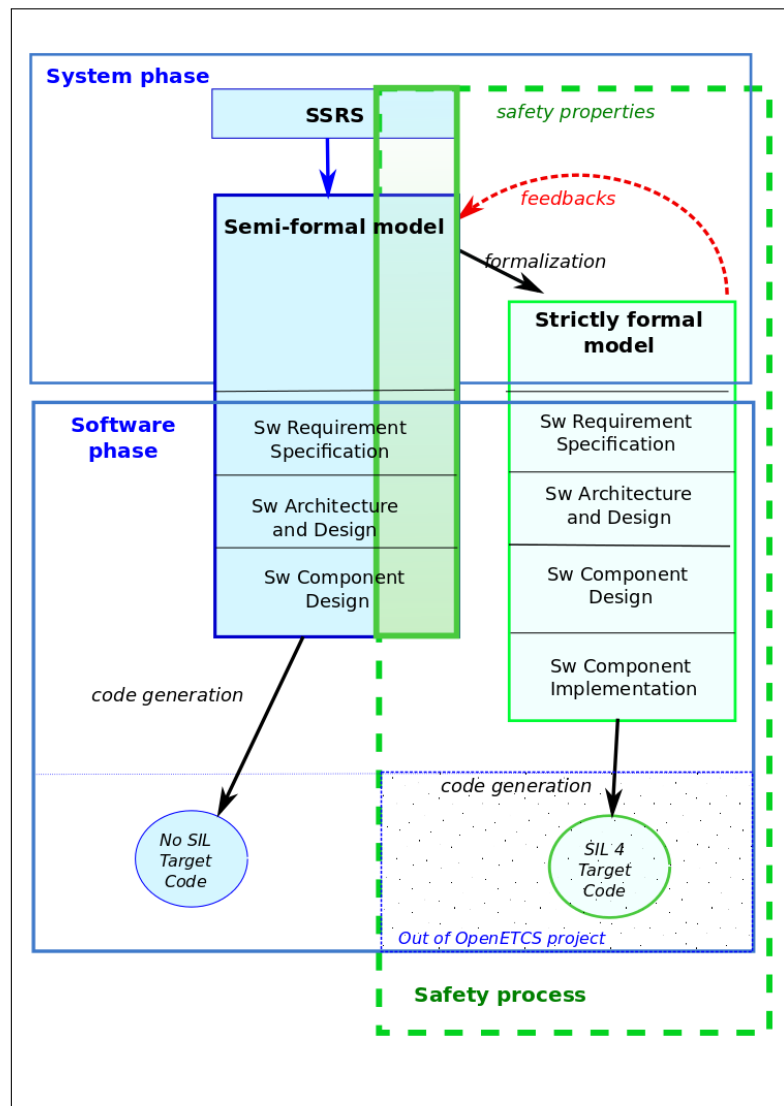 System phase
SSRS
safety properties
feedbacks
Semi-formal model
formalization
Strictly formal
model
Software
phase
Sw Requirement
Specification
Sw Architecture
and Design
Sw Component
Design
Sw Requirement
Specification
Sw Architecture
and Design
Sw Component
Design
Sw Component
Implementation
code generation
code generation
No SIL
Target
Code
SIL 4
Target
Code
Out of OpenETCS project
Safety process